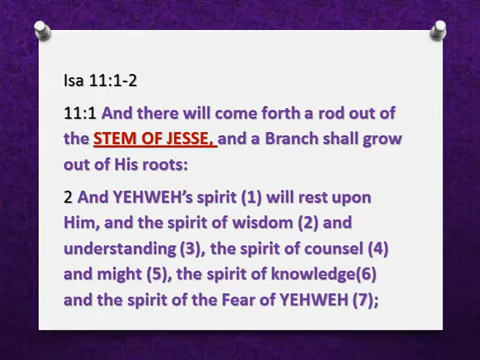 Isa 11:1-2
11:1 And there will come forth a rod out of
the STEM OF JESSE, and a Branch shall grow
out of His roots:
2 And YEHWEH’s spirit (1) will rest upon
Him, and the spirit of wisdom (2) and
understanding (3), the spirit of counsel (4)
and might (5), the spirit of knowledge(6)
and the spirit of the Fear of YEHWEH (7);